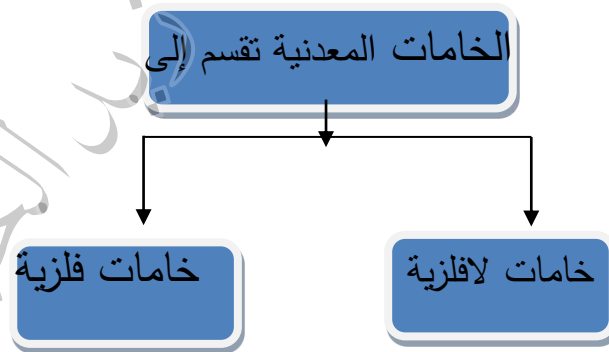 الخامات المعدنية تقسم إلى
خامات لافلزية
خامات فلزية